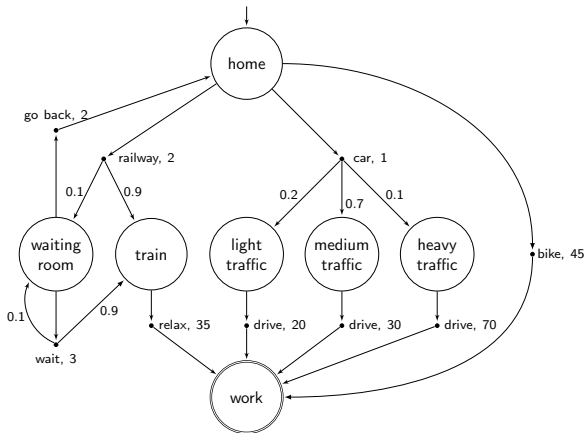 home
go back, 2
railway, 2
car, 1
0.1
0.9
0.2
0.7
0.1
waiting
room
train
light
traffic
medium
traffic
heavy
traffic
bike, 45
0.1
0.9
wait, 3
relax, 35
drive, 20
drive, 30
drive, 70
work